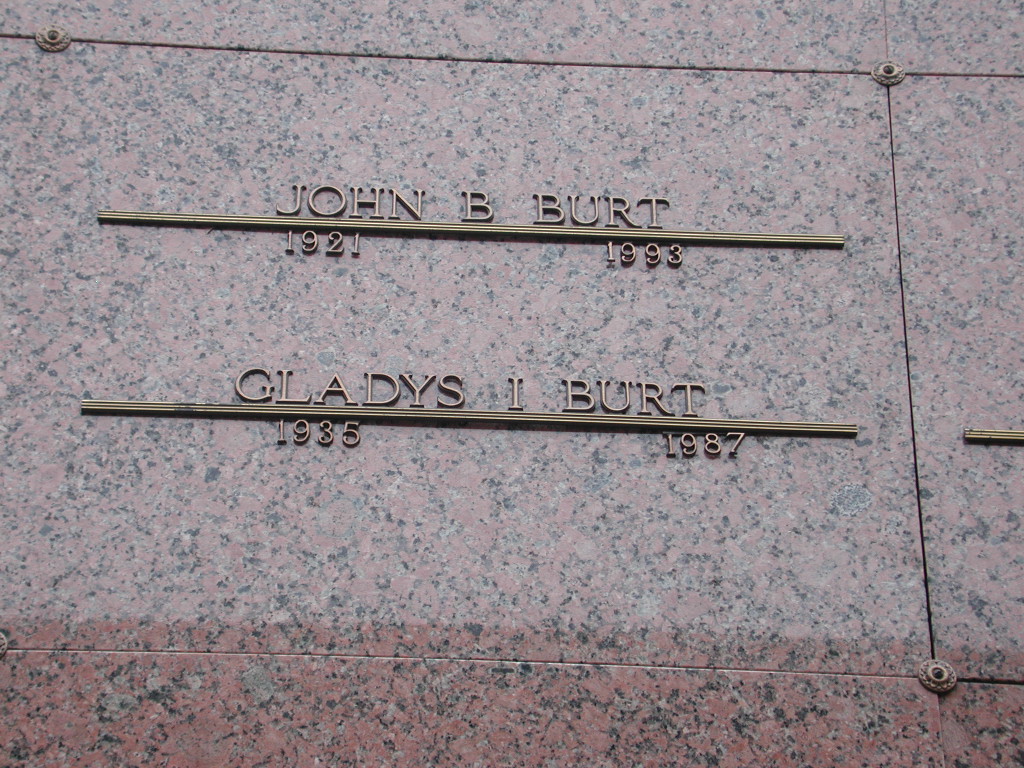 JOHN B BURT
1921 1993
GLADYS I BURT
1935 1987